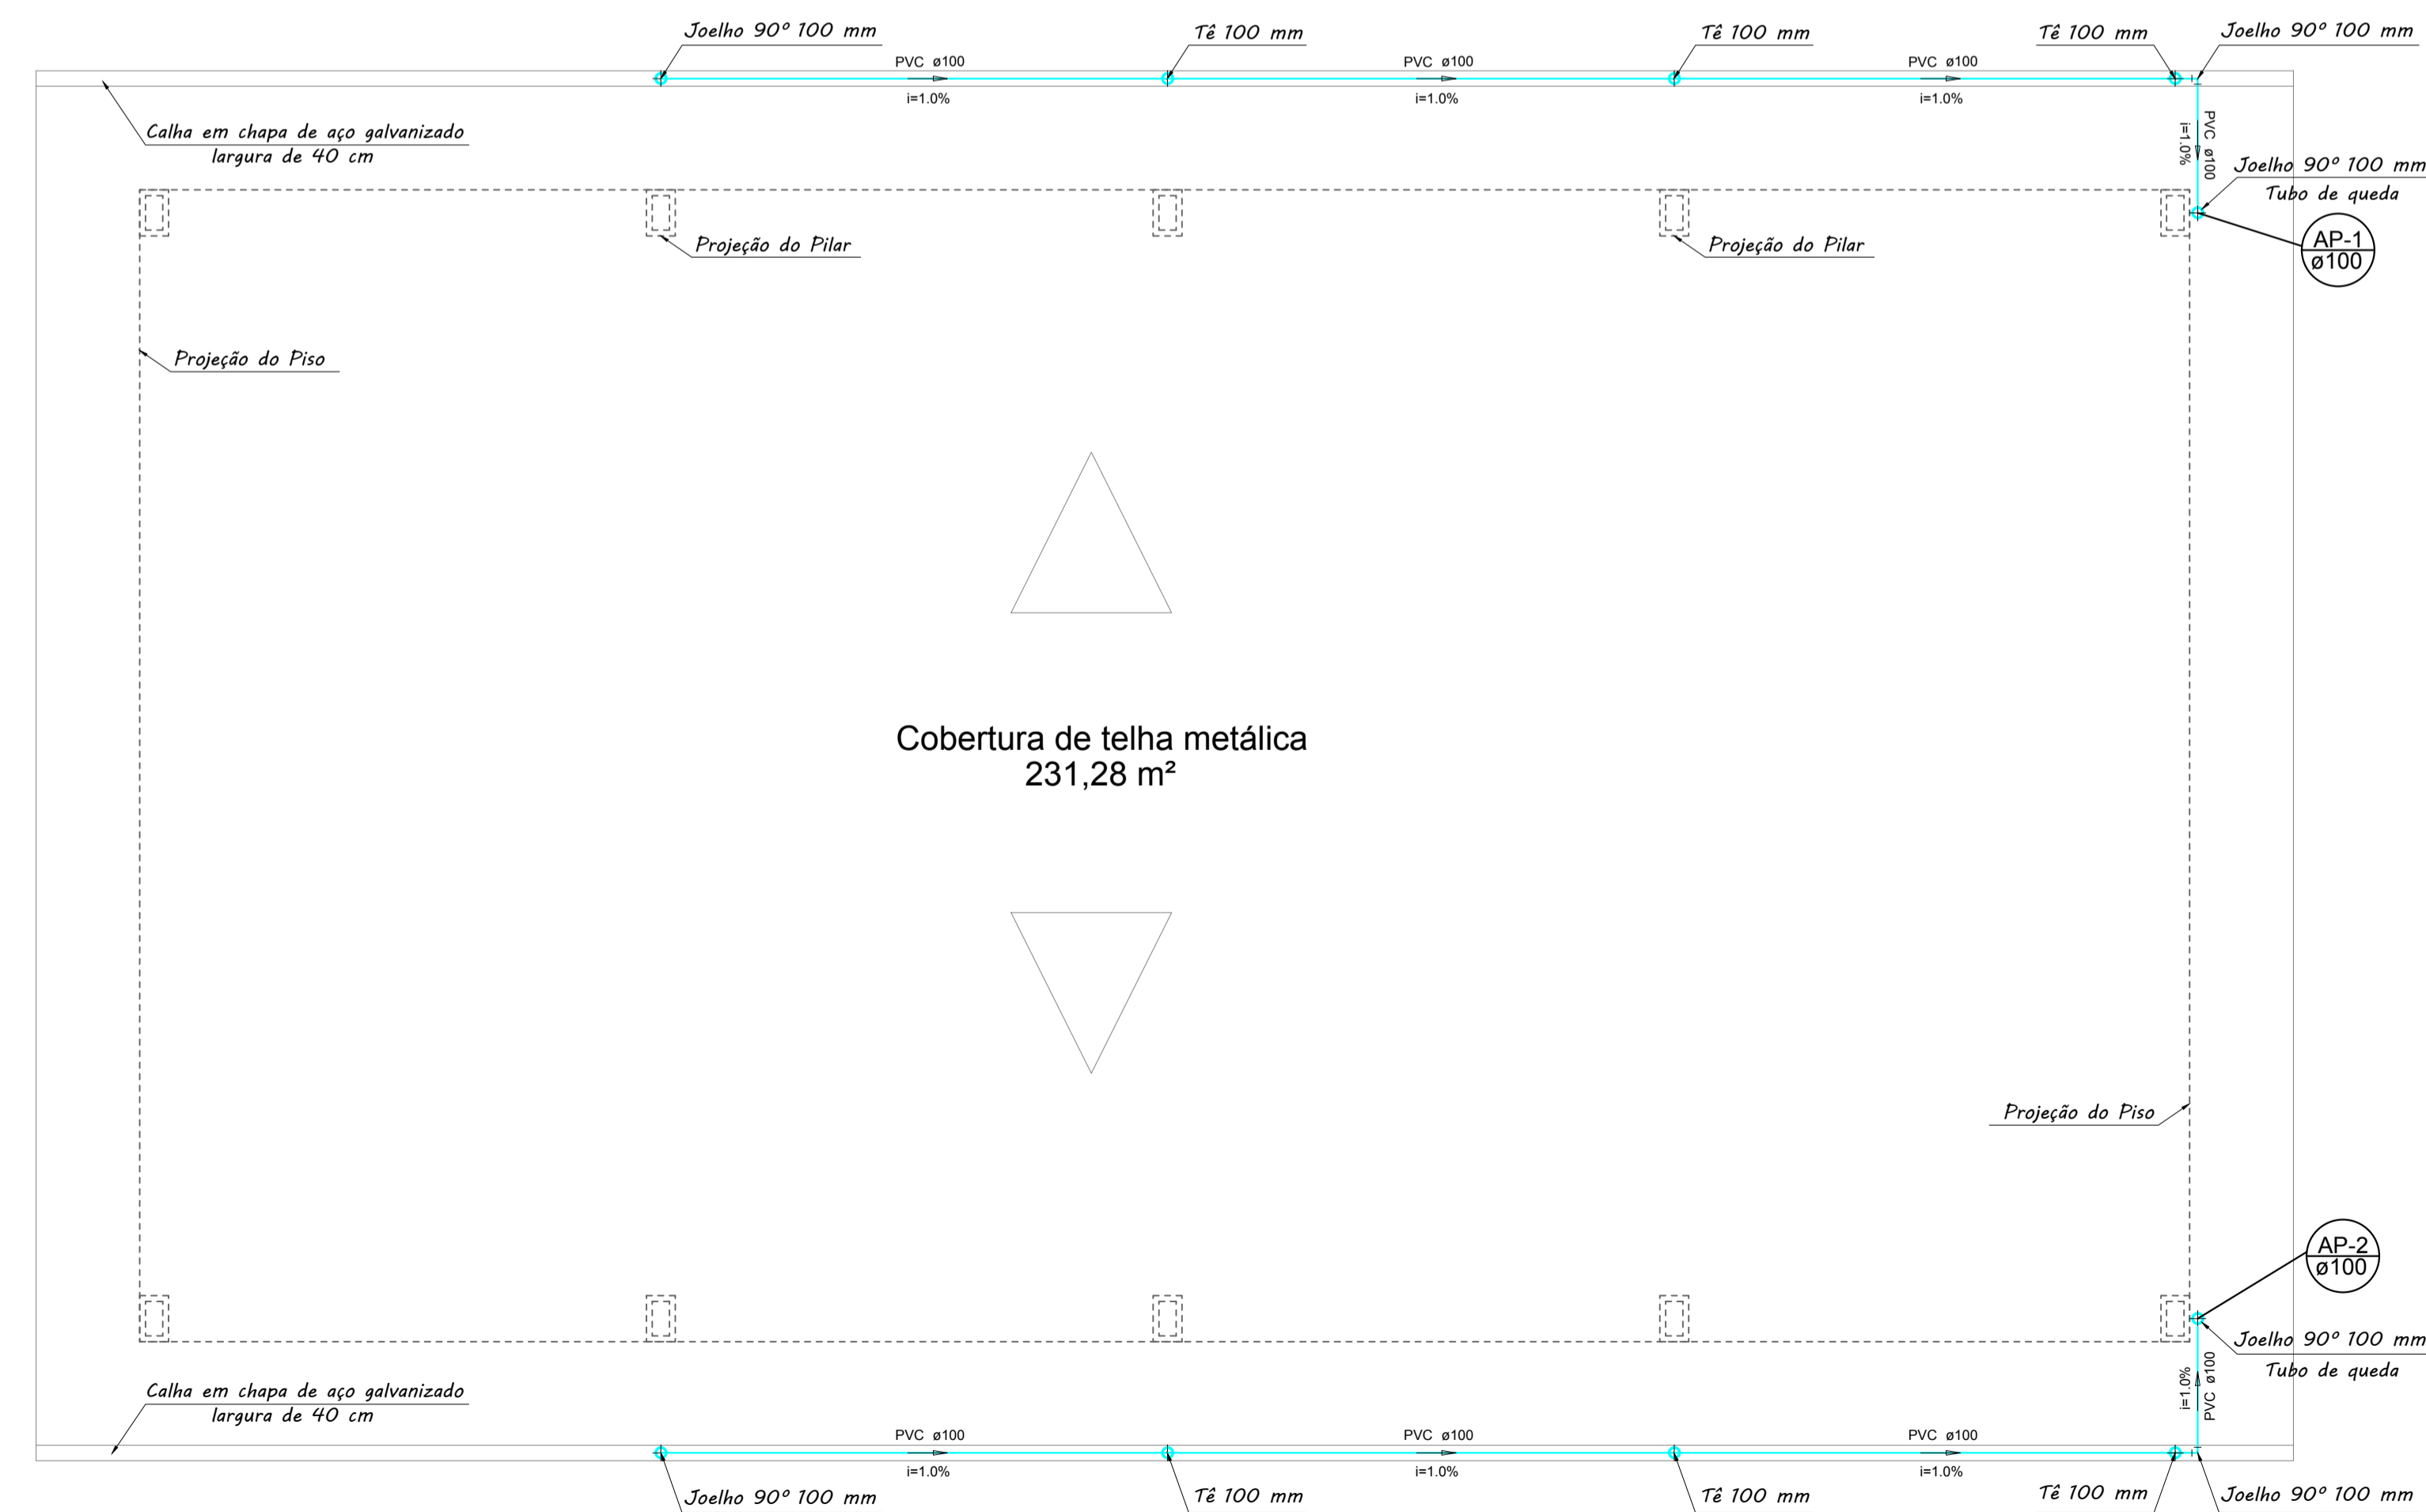 Joelho 90º 100 mm
Tê 100 mm
Tê 100 mm
Tê 100 mm
Joelho 90º 100 mm
PVC ø100
PVC ø100
PVC ø100
i=1.0%
i=1.0%
i=1.0%
Calha em chapa de aço galvanizado
largura de 40 cm
PVC ø100
i=1.0%
Joelho 90º 100 mm
Tubo de queda
AP-1
ø100
Projeção do Pilar
Projeção do Pilar
Projeção do Piso
Cobertura de telha metálica
231,28 m²
Projeção do Piso
AP-2
ø100
Joelho 90º 100 mm
Tubo de queda
PVC ø100
i=1.0%
Calha em chapa de aço galvanizado
largura de 40 cm
PVC ø100
PVC ø100
PVC ø100
i=1.0%
i=1.0%
i=1.0%
Joelho 90º 100 mm
Tê 100 mm
Tê 100 mm
Tê 100 mm
Joelho 90º 100 mm